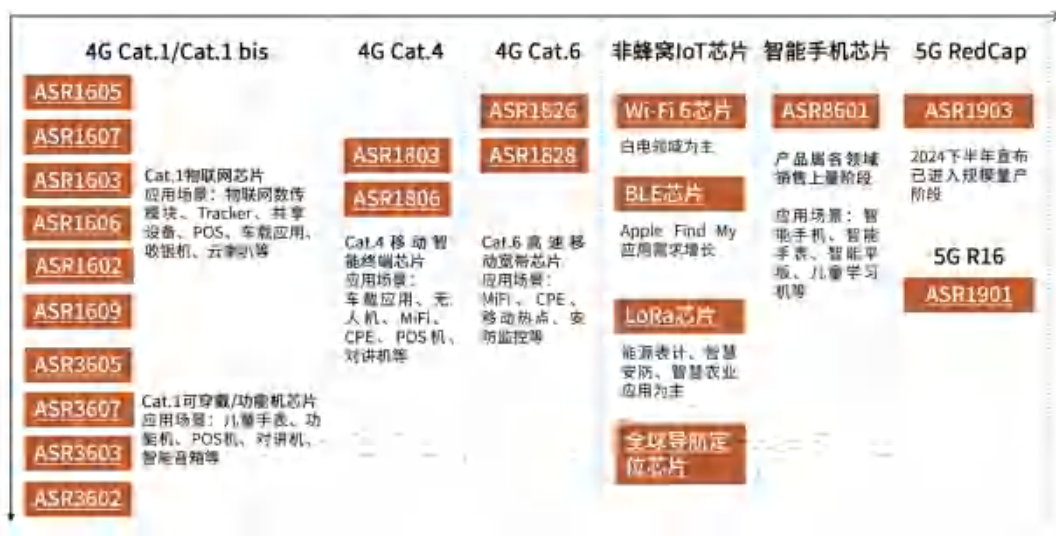 4G Cat.1/Cat.1 bis
ASR1605
ASR1607
ASR1603
ASR1606
ASR1602
ASR1609
Cat.1物联网芯片
应用场景：物联网数传
模块、Tracker、共享
设备、POS、车载应用、
收银机、云喇叭等
ASR3605
ASR3607
ASR3603
ASR3602
Cat.1可穿戴/功能机芯片
应用场景：儿童手表、功
能机、POS机、对讲机、
智能音箱等
4G Cat.4
ASR1803
ASR1806
Cat.4移动智
能终端芯片
应用场景：
车载应用、无
人机、MiFi、
CPE、POS机、
对讲机等
4G Cat.6
ASR1826
ASR1828
Cat.6高速移
动宽带芯片
应用场景：
MiFi、CPE、
移动热点、安
防监控等
非蜂窝IoT芯片
Wi-Fi 6芯片
白电领域为主
BLE芯片
Apple Find My
应用需求增长
LoRa芯片
能源表计、智慧
安防、智慧农业
应用为主
全球导航定
位芯片
智能手机芯片
ASR8601
产品属各领域
销售上量阶段
应用场景：智
能手机、智能
手表、智能平
板、儿童学习
机等
5G RedCap
ASR1903
2024下半年宣布
已进入规模量产
阶段
5G R16
ASR1901